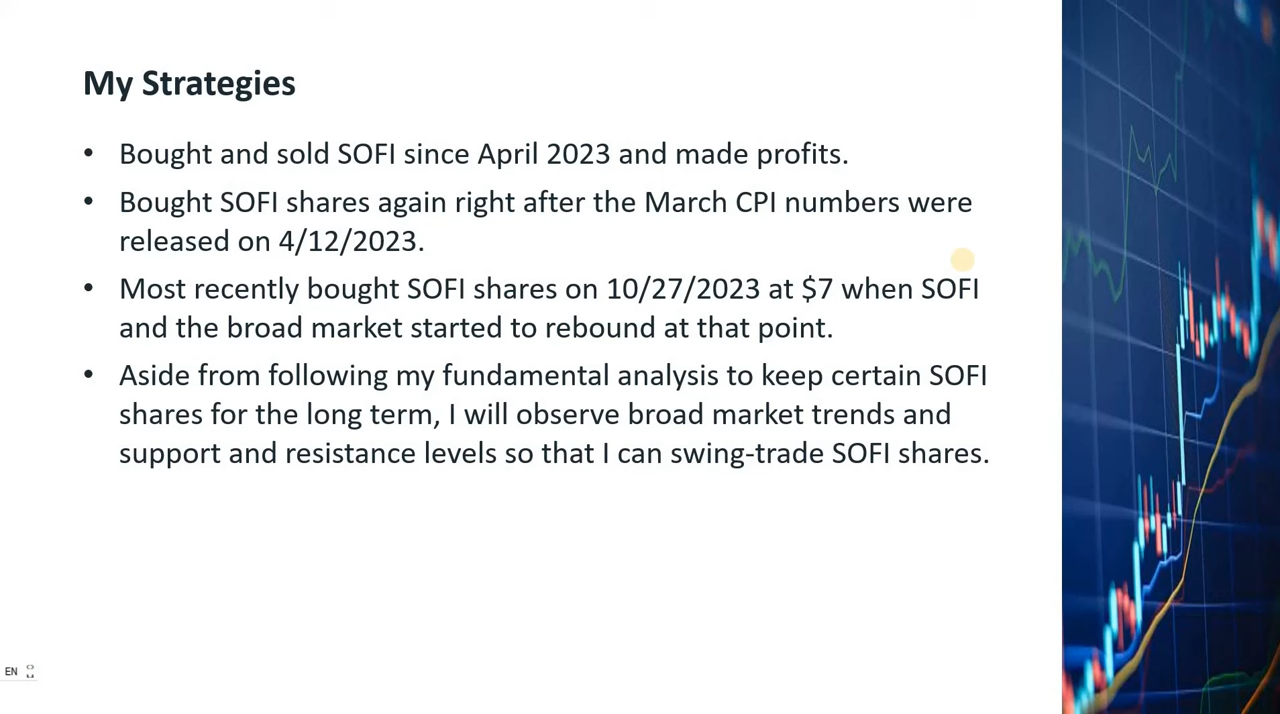 My Strategies
• Bought and sold SOFI since April 2023 and made profits.
• Bought SOFI shares again right after the March CPI numbers were
released on 4/12/2023.
• Most recently bought SOFI shares on 10/27/2023 at $7 when SOFI
and the broad market started to rebound at that point.
• Aside from following my fundamental analysis to keep certain SOFI
shares for the long term, I will observe broad market trends and
support and resistance levels so that I can swing-trade SOFI shares.
EN